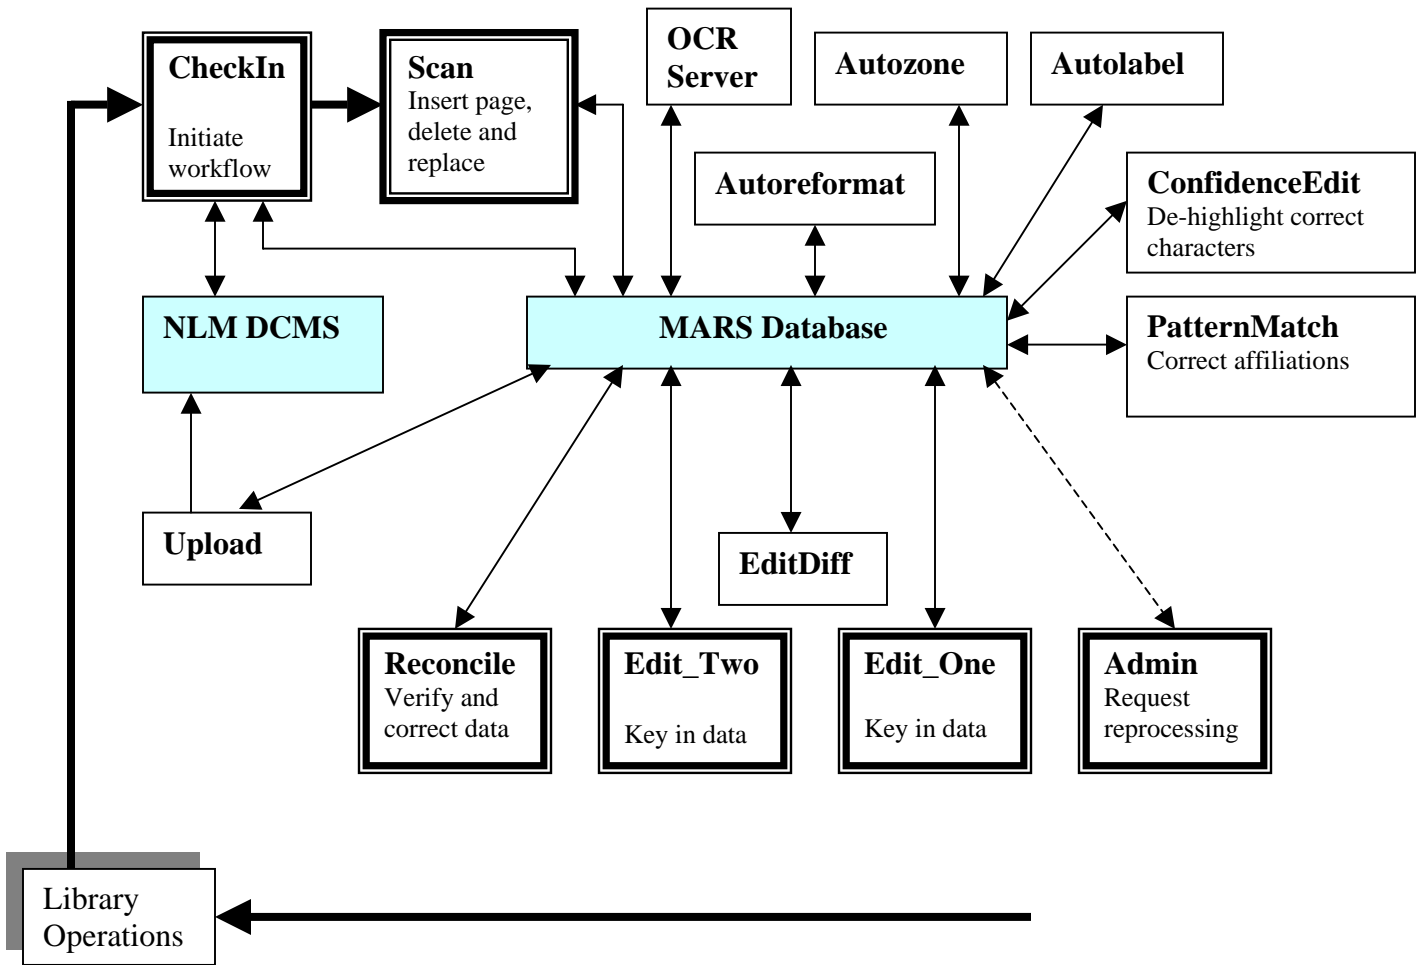 CheckIn
Initiate
workflow
Scan
Insert page,
delete and
replace
OCR
Server
Autozone
Autolabel
Autoreformat
ConfidenceEdit
De-highlight correct
characters
NLM DCMS
MARS Database
PatternMatch
Correct affiliations
Upload
EditDiff
Reconcile
Verify and
correct data
Edit_Two
Key in data
Edit_One
Key in data
Admin
Request
reprocessing
Library
Operations